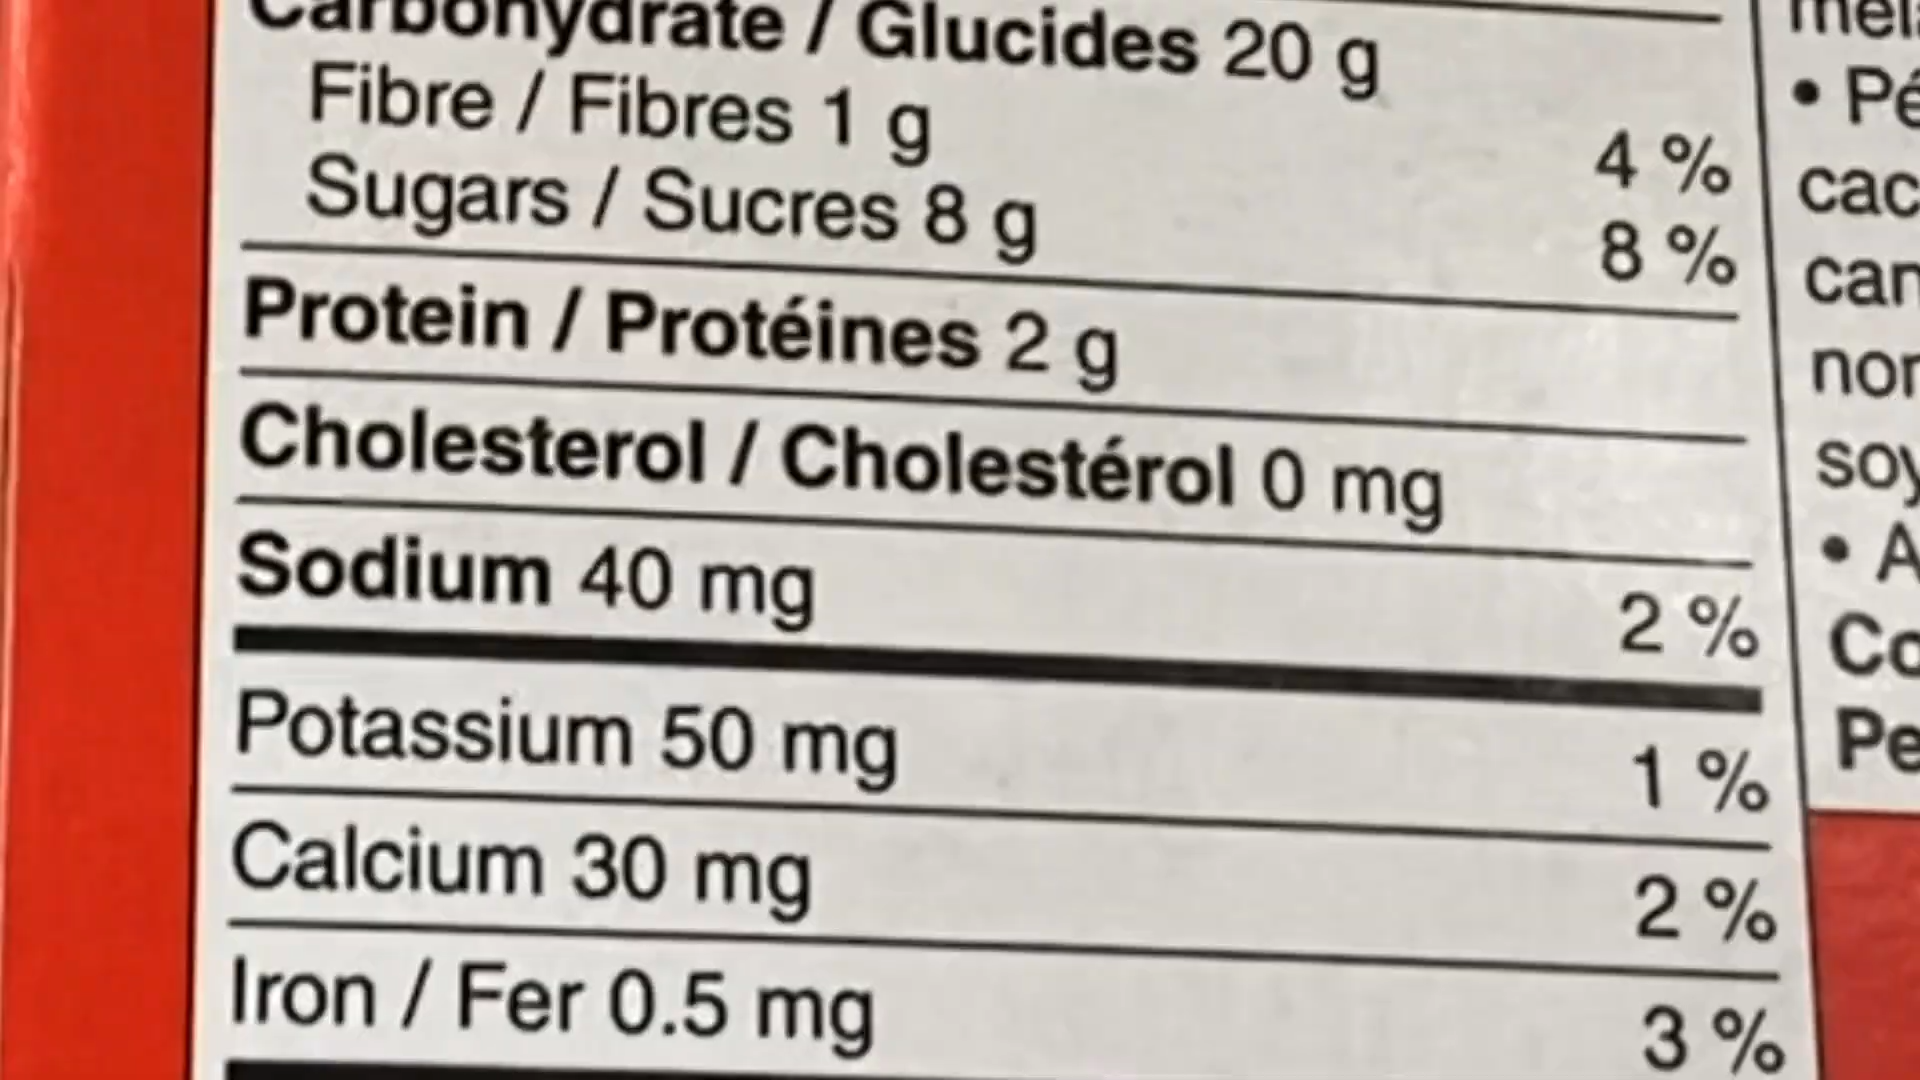 Carbohydrate / Glucides 20 g
Fibre / Fibres 1 g 4 %
Sugars / Sucres 8 g 8 %
Protein / Protéines 2 g
Cholesterol / Cholestérol 0 mg
Sodium 40 mg 2 %
Potassium 50 mg 1 %
Calcium 30 mg 2 %
Iron / Fer 0.5 mg 3 %